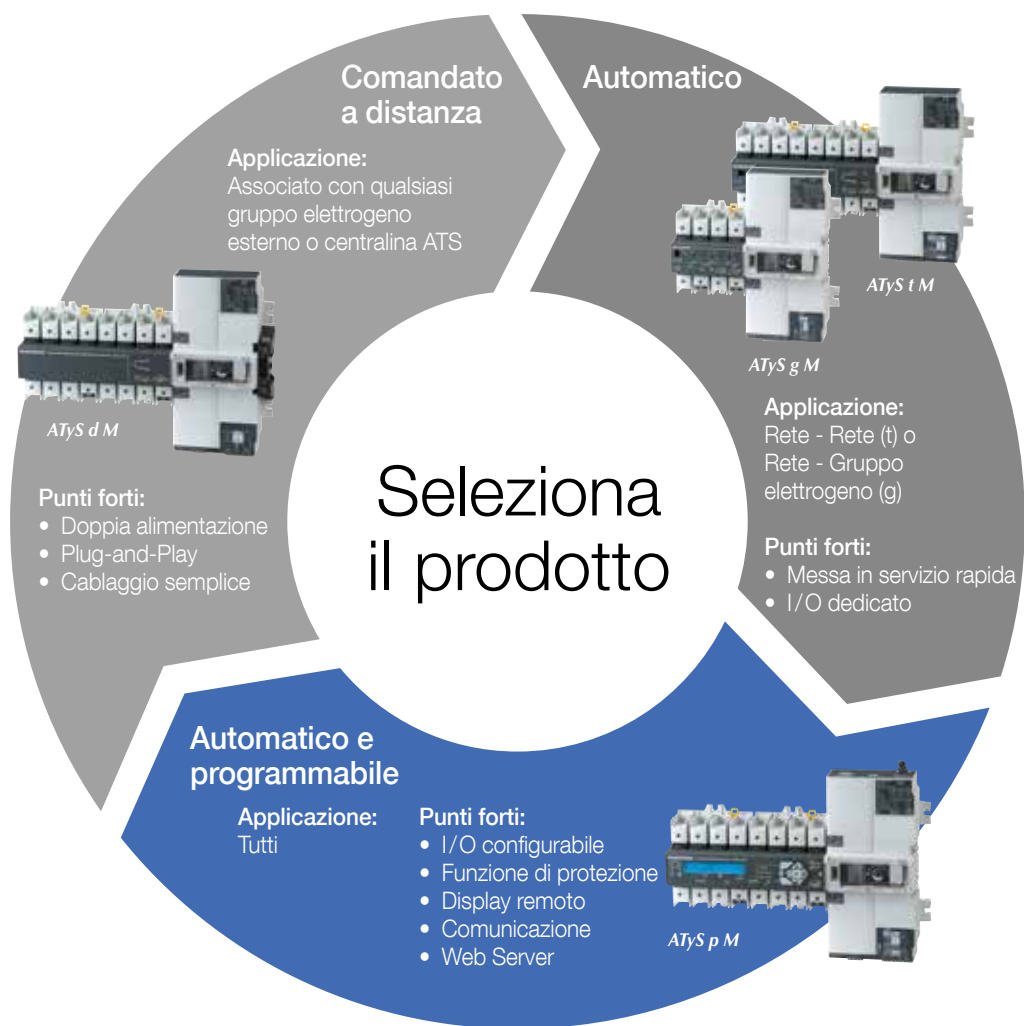 Comandato
a distanza
Applicazione:
Associato con qualsiasi
gruppo elettrogeno
esterno o centralina ATS
ATyS d M
Punti forti:
• Doppia alimentazione
• Plug-and-Play
• Cablaggio semplice
Automatico
ATyS t M
ATyS g M
Applicazione:
Rete - Rete (t) o
Rete - Gruppo
elettrogeno (g)
Punti forti:
• Messa in servizio rapida
• I/O dedicato
Seleziona
il prodotto
Automatico e
programmabile
Applicazione:
Tutti
Punti forti:
• I/O configurabile
• Funzione di protezione
• Display remoto
• Comunicazione
• Web Server
ATyS p M